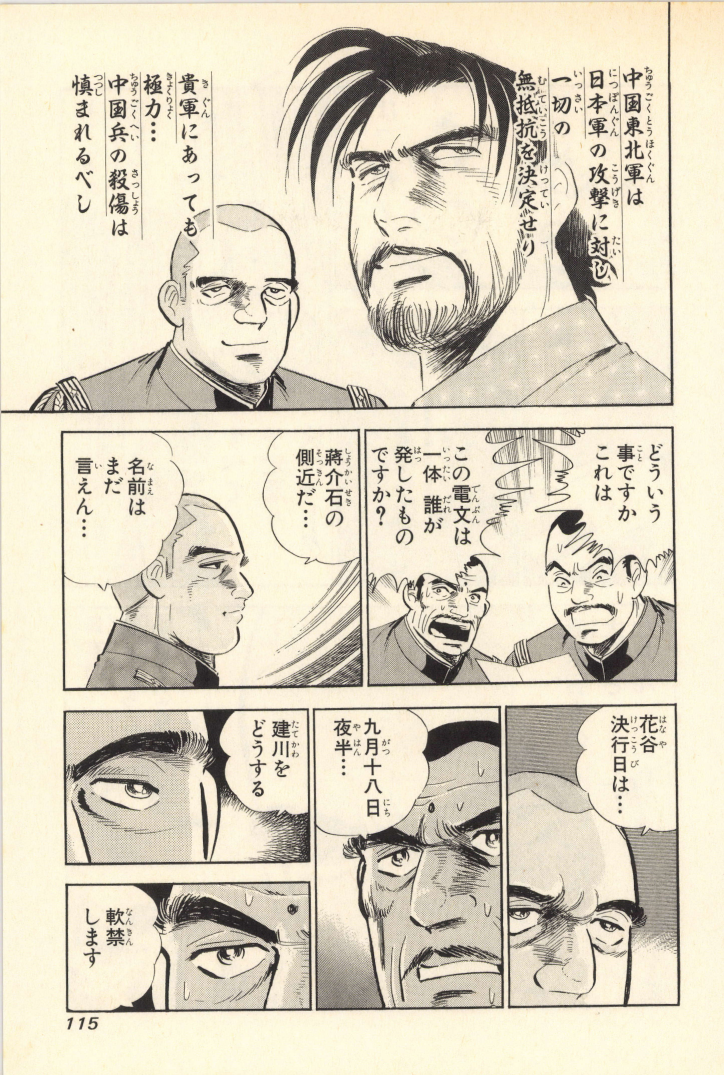 中国東北軍は
日本軍の攻撃に対し
一切の
無抵抗を決定せり
貴軍にあっても
極力…
中国兵の殺傷は
慎まれるべし
どういう
事ですか
これは
この電文は
一体 誰が
発したもの
ですか？
蔣介石の
側近だ…
名前は
まだ
言えん…
花谷
決行日は…
九月十八日
夜半…
建川を
どうする
軟禁
します
115